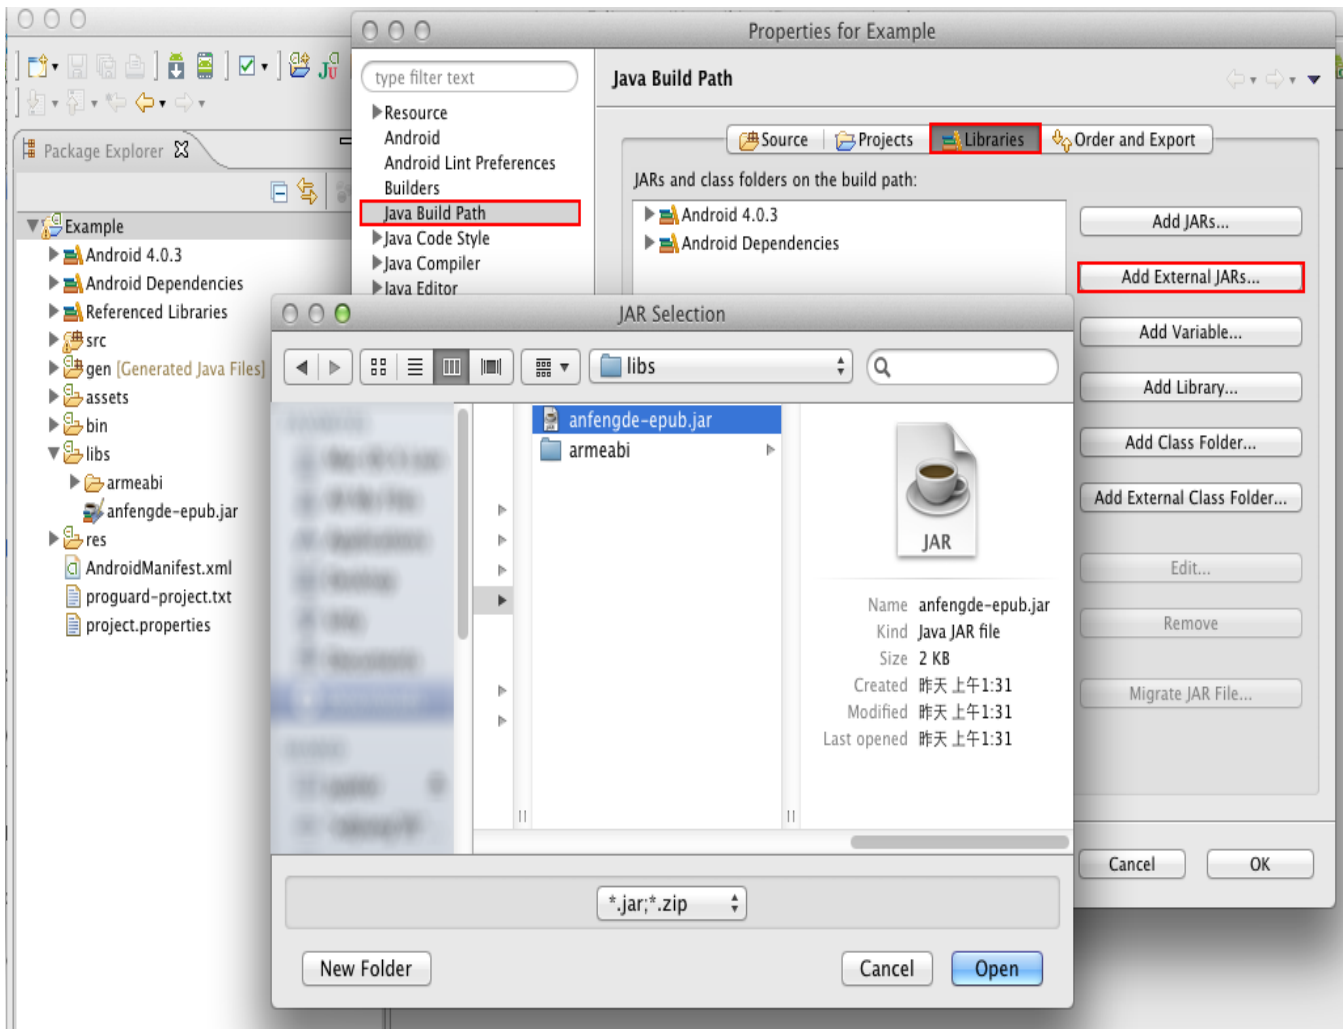 Properties for Example
type filter text
Java Build Path
Resource
Android
Android Lint Preferences
Builders
Java Build Path
Java Code Style
Java Compiler
Java Editor
Source
Projects
Libraries
Order and Export
JARs and class folders on the build path:
Android 4.0.3
Android Dependencies
Add JARs...
Add External JARs...
Add Variable...
Add Library...
Add Class Folder...
Add External Class Folder...
Edit...
Remove
Migrate JAR File...
Cancel
OK
Package Explorer
Example
Android 4.0.3
Android Dependencies
Referenced Libraries
src
gen [Generated Java Files]
assets
bin
libs
armeabi
anfengde-epub.jar
res
AndroidManifest.xml
proguard-project.txt
project.properties
JAR Selection
libs
anfengde-epub.jar
armeabi
JAR
Name anfengde-epub.jar
Kind Java JAR file
Size 2 KB
Created 昨天 上午1:31
Modified 昨天 上午1:31
Last opened 昨天 上午1:31
*.jar;*.zip
New Folder
Cancel
Open